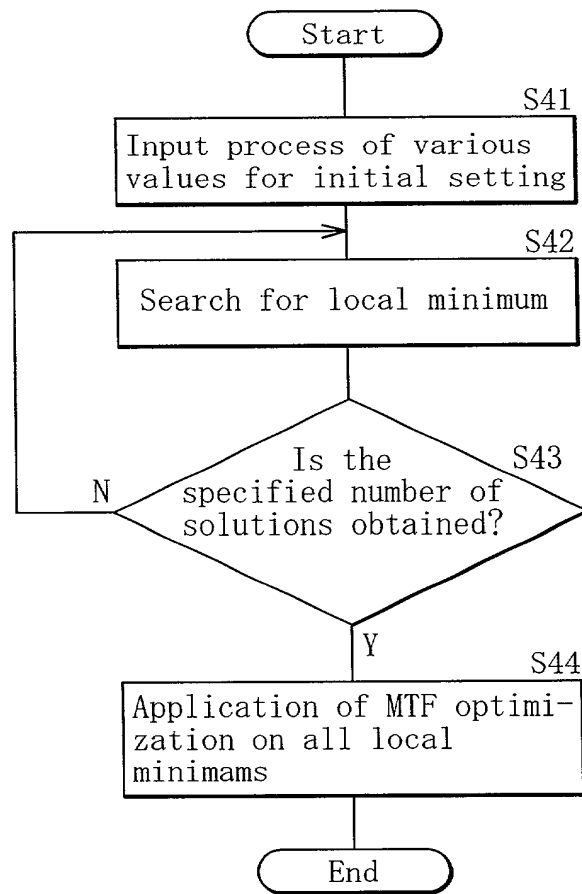 Start
S41
Input process of various
values for initial setting
S42
Search for local minimum
S43
Is the
specified number of
solutions obtained?
N
Y
S44
Application of MTF optimi-
zation on all local
minimams
End